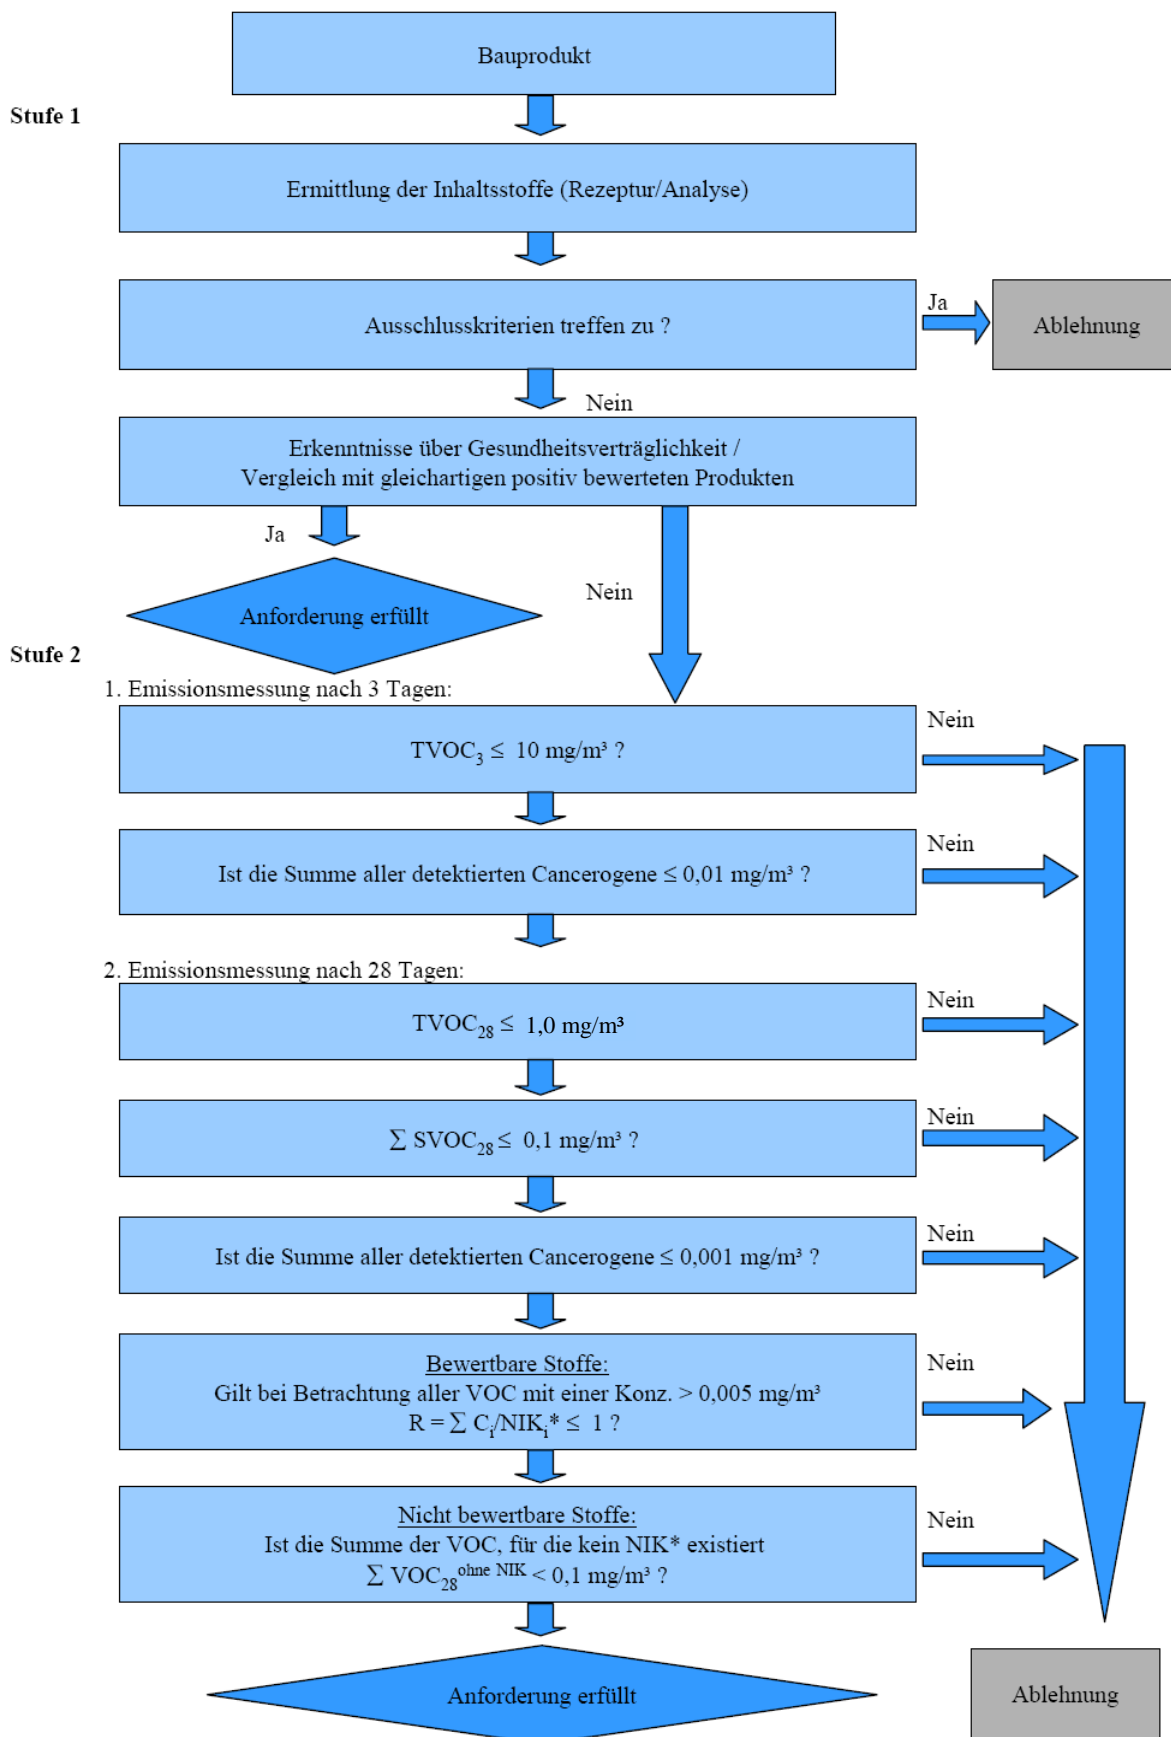 Bauprodukt
Stufe 1
Ermittlung der Inhaltsstoffe (Rezeptur/Analyse)
Ausschlusskriterien treffen zu ?
Ja
Ablehnung
Nein
Erkenntnisse über Gesundheitsverträglichkeit /
Vergleich mit gleichartigen positiv bewerteten Produkten
Ja
Anforderung erfüllt
Nein
Stufe 2
1. Emissionsmessung nach 3 Tagen:
TVOC₃ ≤ 10 mg/m³ ?
Nein
Ist die Summe aller detektierten Cancerogene ≤ 0,01 mg/m³ ?
Nein
2. Emissionsmessung nach 28 Tagen:
TVOC₂₈ ≤ 1,0 mg/m³
Nein
∑ SVOC₂₈ ≤ 0,1 mg/m³ ?
Nein
Ist die Summe aller detektierten Cancerogene ≤ 0,001 mg/m³ ?
Nein
Bewertbare Stoffe:
Gilt bei Betrachtung aller VOC mit einer Konz. > 0,005 mg/m³
R = ∑ Cᵢ/NIKᵢ* ≤ 1 ?
Nein
Nicht bewertbare Stoffe:
Ist die Summe der VOC, für die kein NIK* existiert
∑ VOC₂₈ ohne NIK < 0,1 mg/m³ ?
Nein
Anforderung erfüllt
Ablehnung